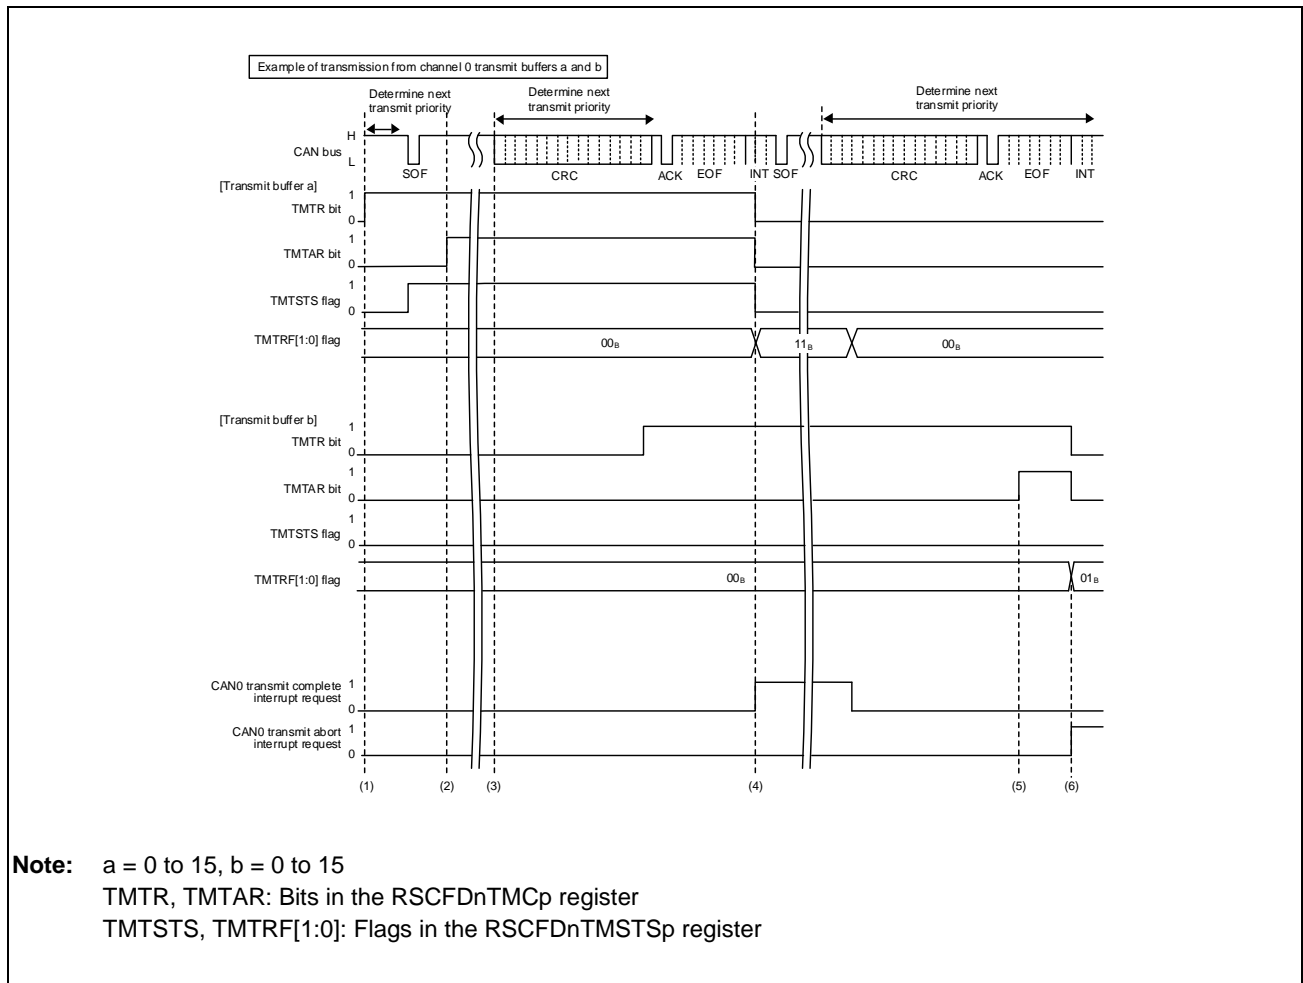 Example of transmission from channel 0 transmit buffers a and b
Determine next
transmit priority
Determine next
transmit priority
Determine next
transmit priority
H
CAN bus
L
SOF
CRC
ACK
EOF
INT
SOF
CRC
ACK
EOF
INT
[Transmit buffer a]
1
TMTR bit
0
1
TMTAR bit
0
1
TMTSTS flag
0
TMTRF[1:0] flag
00B
11B
00B
[Transmit buffer b]
1
TMTR bit
0
1
TMTAR bit
0
1
TMTSTS flag
0
TMTRF[1:0] flag
00B
01B
CAN0 transmit complete
interrupt request
1
0
CAN0 transmit abort
interrupt request
1
0
(1)
(2)
(3)
(4)
(5)
(6)
Note: a = 0 to 15, b = 0 to 15
TMTR, TMTAR: Bits in the RSCFDnTMCp register
TMTSTS, TMTRF[1:0]: Flags in the RSCFDnTMSTSp register